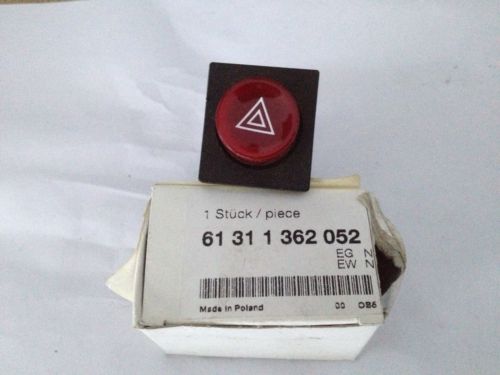 1 Stück / piece
61 31 1 362 052
EG N
EW N
Made in Poland 00 OB6